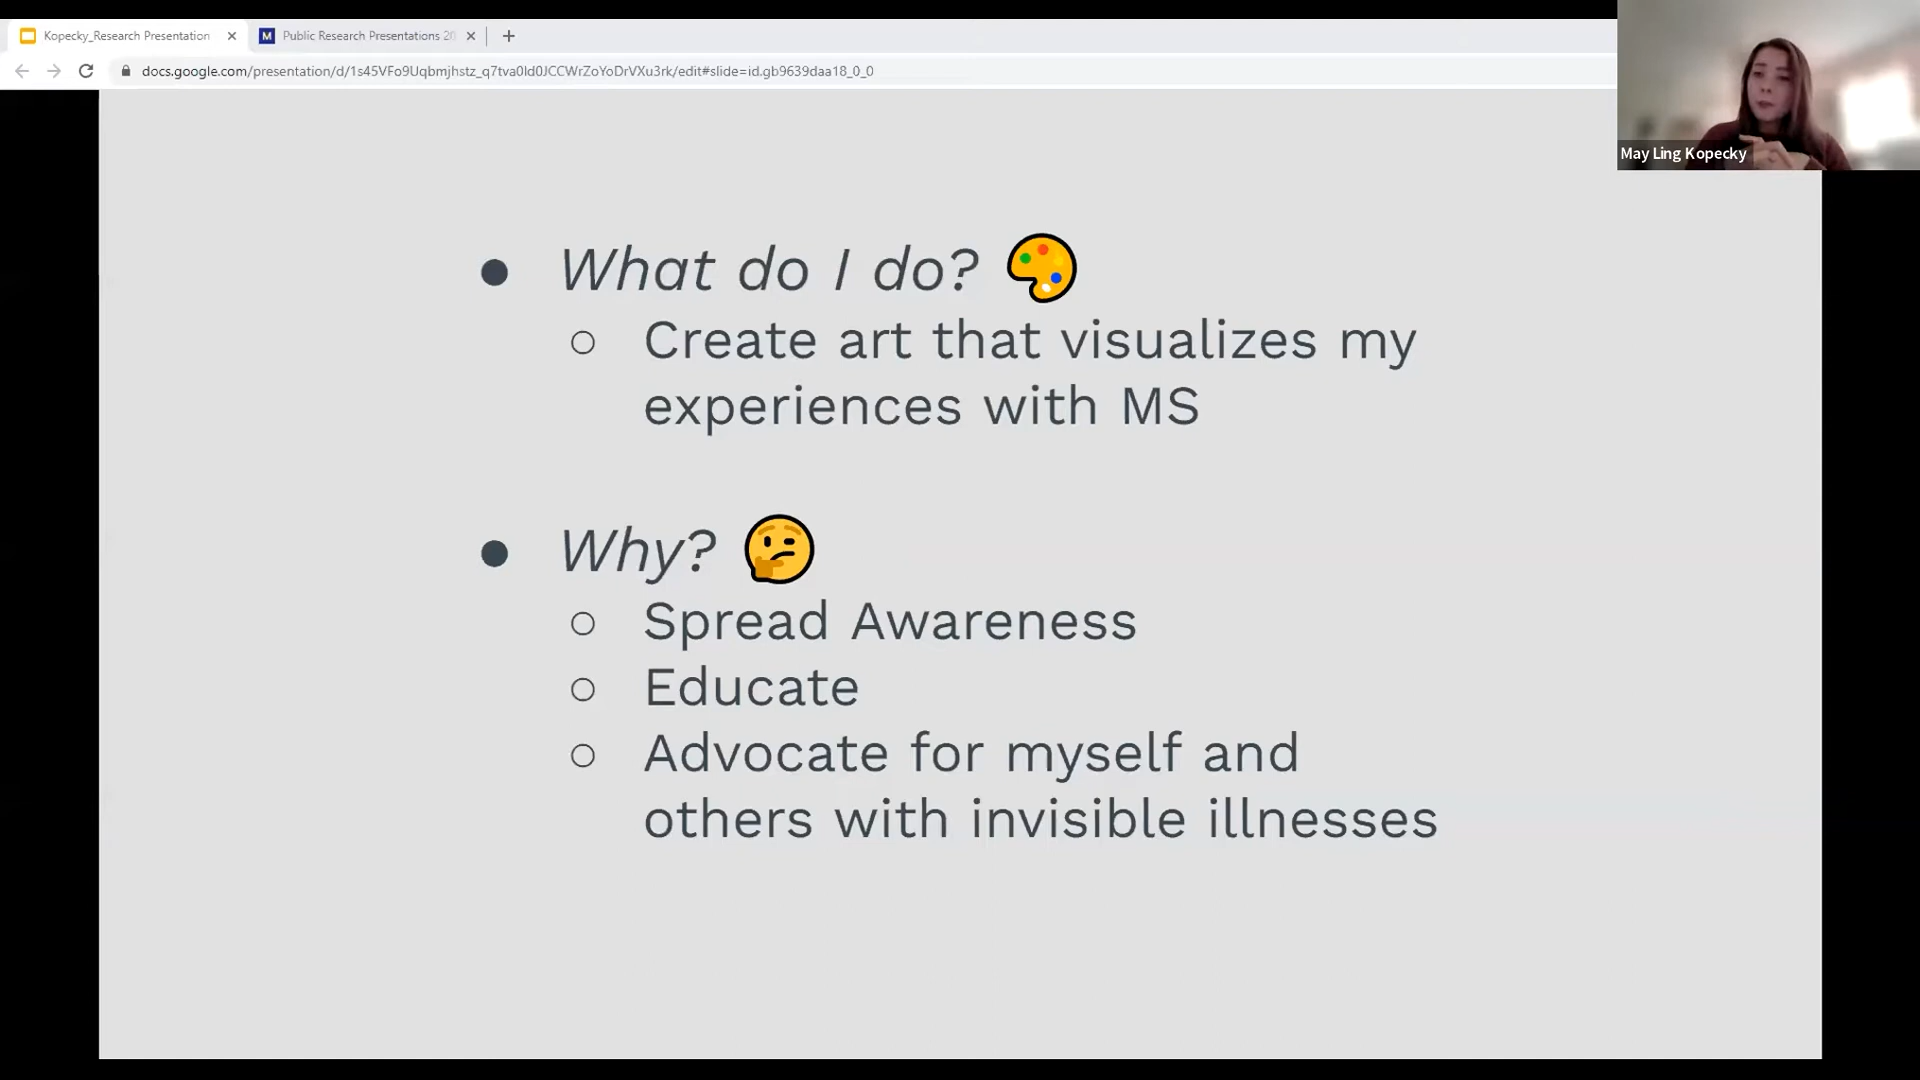 Kopecky_Research Presentation
Public Research Presentations 20
docs.google.com/presentation/d/1s45VFo9Uqbmjhstz_q7tva0ld0JCCWrZoYoDrVXu3rk/edit#slide=id.gb9639daa18_0_0
May Ling Kopecky
● What do I do? 🎨
○ Create art that visualizes my
experiences with MS
● Why? 🤔
○ Spread Awareness
○ Educate
○ Advocate for myself and
others with invisible illnesses